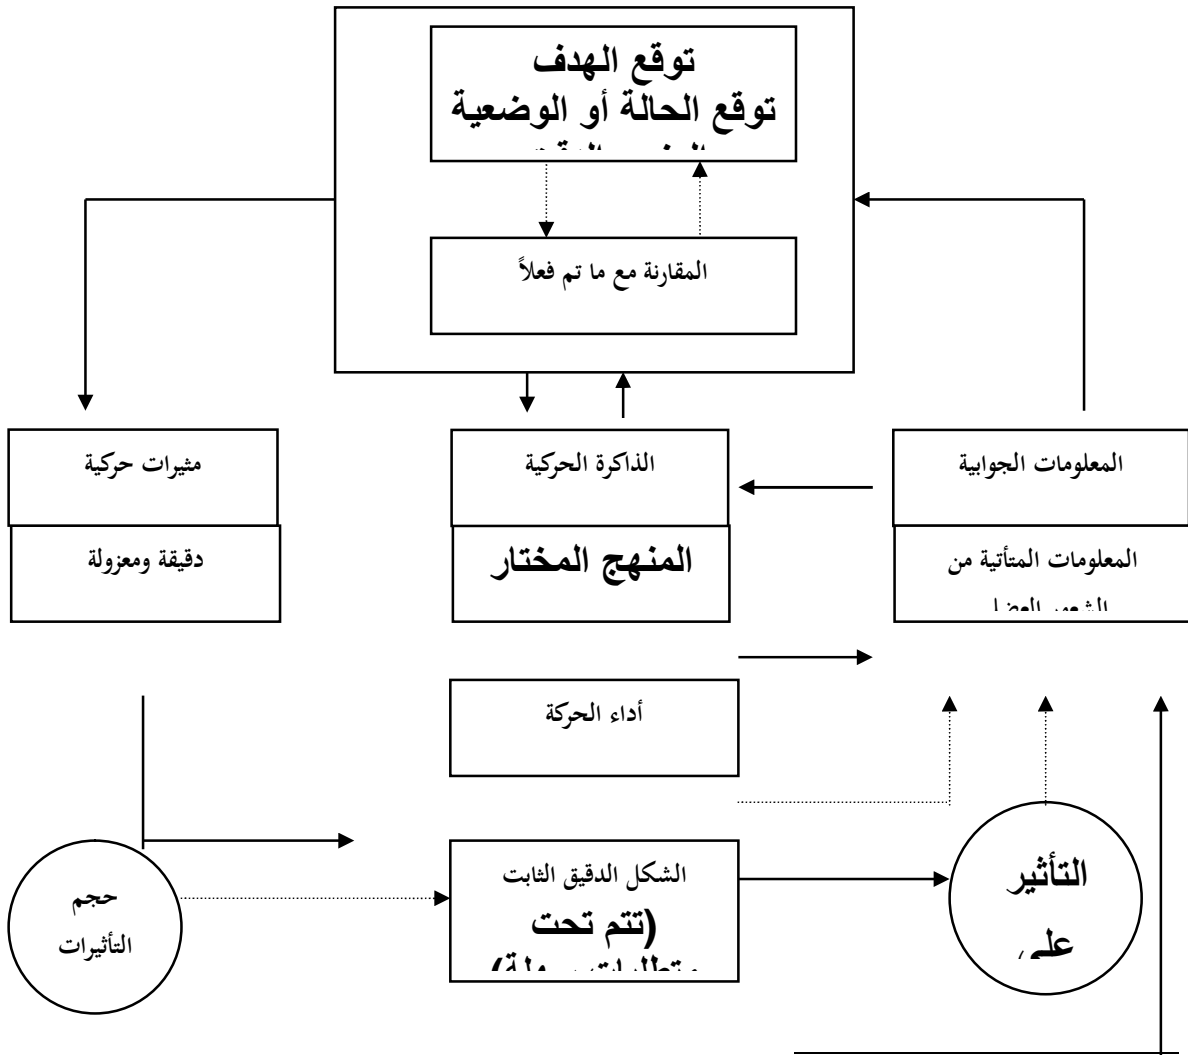 توقع الهدف
توقع الحالة أو الوضعية
المقارنة مع ما تم فعلاً
مثيرات حركية
دقيقة ومعزولة
الذاكرة الحركية
المنهج المختار
المعلومات الجوابية
المعلومات المتأتية من
أداء الحركة
حجم
التأثيرات
الشكل الدقيق الثابت
(تتم تحت
التأثير
على